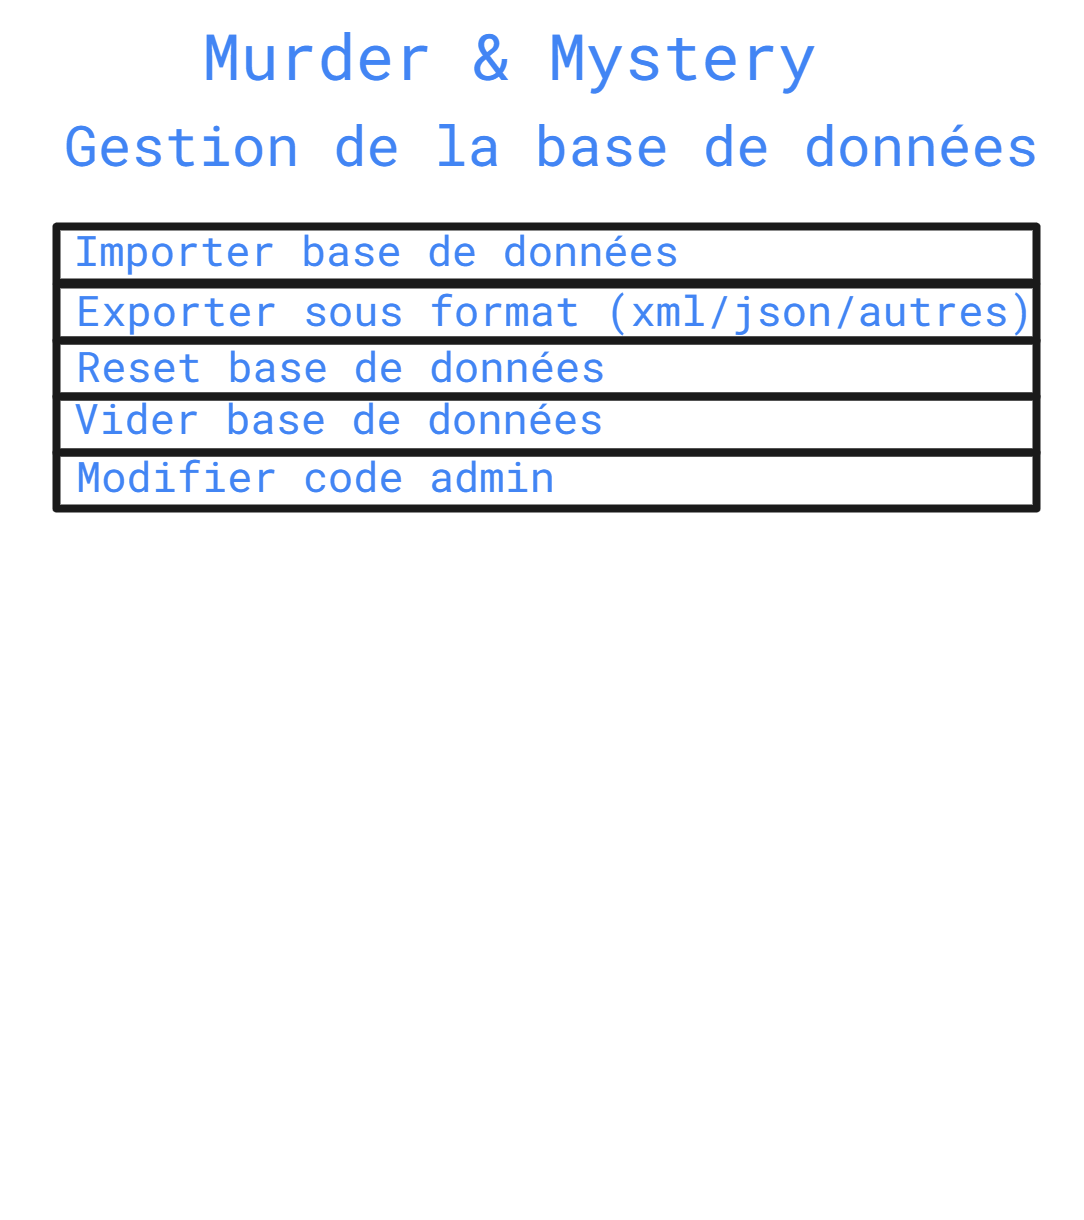 Murder & Mystery
Gestion de la base de données
Importer base de données
Exporter sous format (xml/json/autres)
Reset base de données
Vider base de données
Modifier code admin